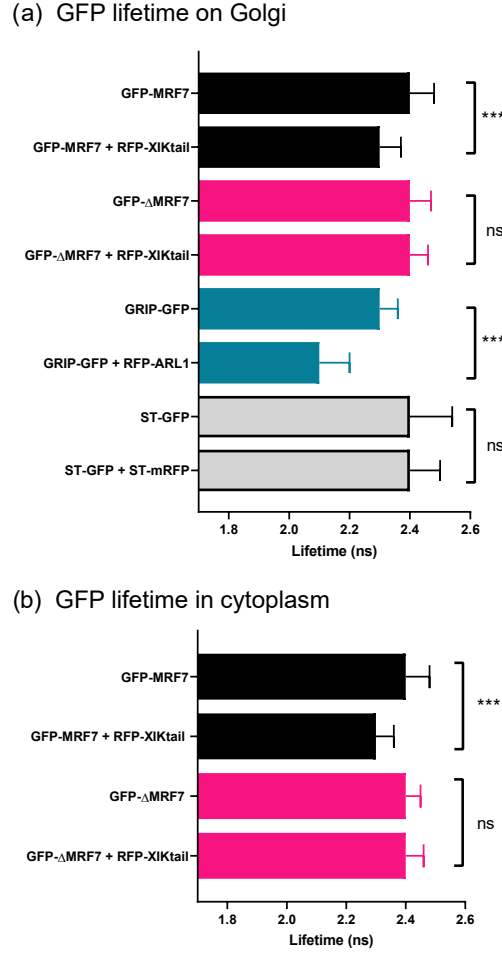 (a) GFP lifetime on Golgi
GFP-MRF7
GFP-MRF7 + RFP-XIKtail
***
GFP-ΔMRF7
GFP-ΔMRF7 + RFP-XIKtail
ns
GRIP-GFP
GRIP-GFP + RFP-ARL1
***
ST-GFP
ST-GFP + ST-mRFP
ns
1.8 2.0 2.2 2.4 2.6
Lifetime (ns)
(b) GFP lifetime in cytoplasm
GFP-MRF7
GFP-MRF7 + RFP-XIKtail
***
GFP-ΔMRF7
GFP-ΔMRF7 + RFP-XIKtail
ns
1.8 2.0 2.2 2.4 2.6
Lifetime (ns)